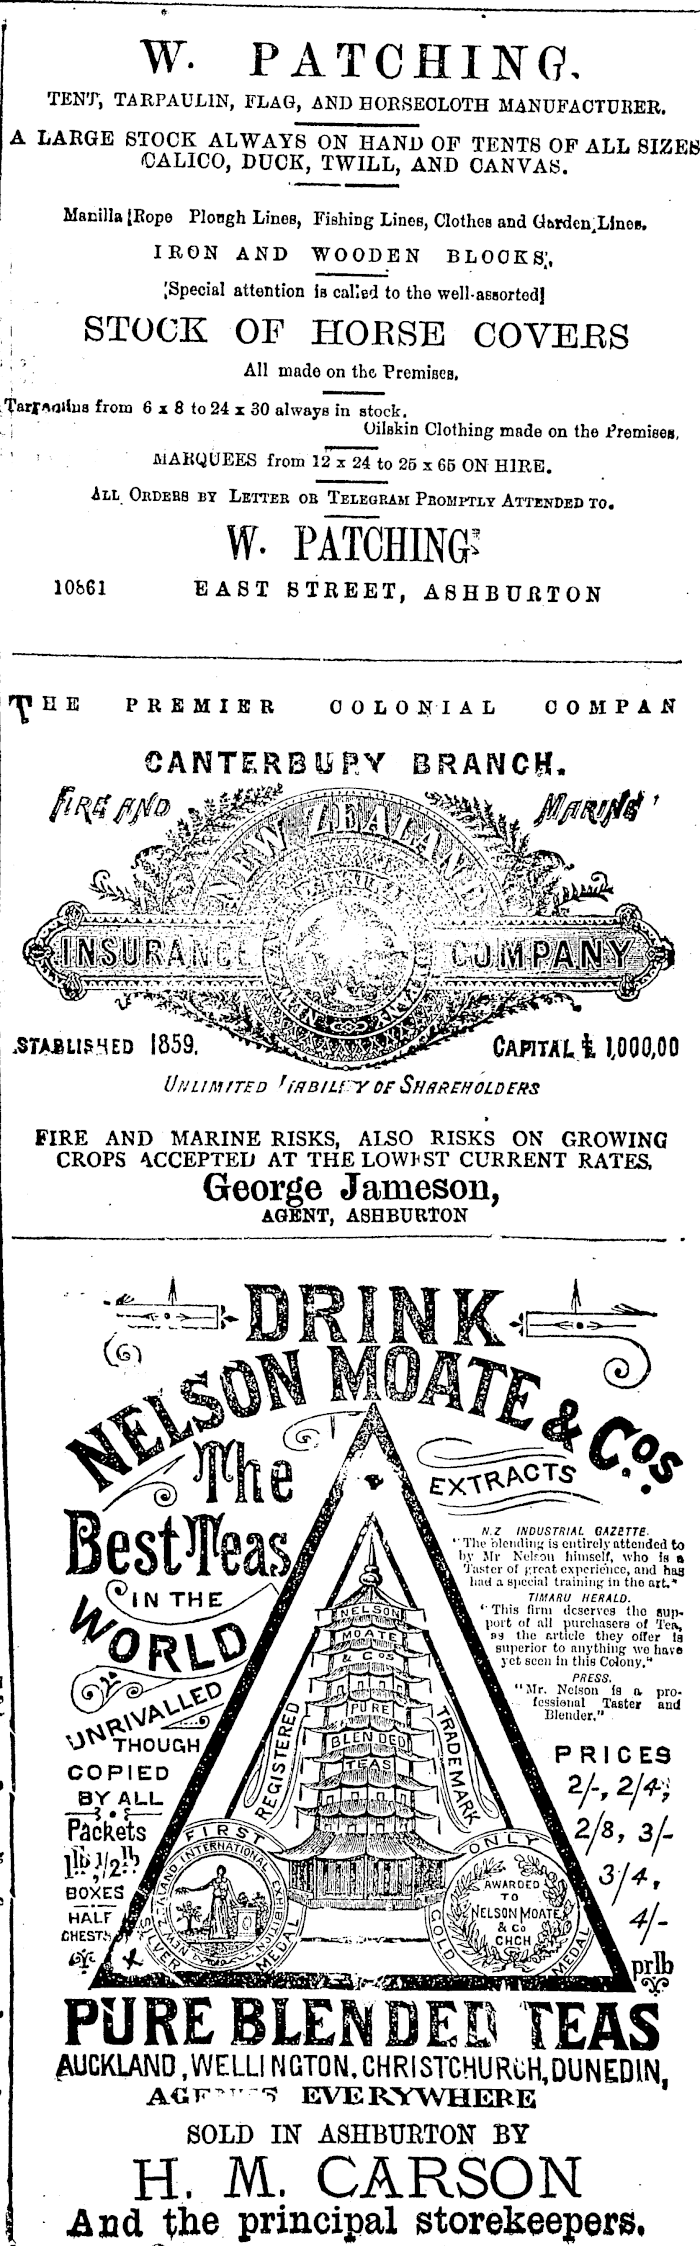 W. PATCHING.
TENT, TARPAULIN, FLAG, AND HORSECLOTH MANUFACTURER.
A LARGE STOCK ALWAYS ON HAND OF TENTS OF ALL SIZES
CALICO, DUCK, TWILL, AND CANVAS.
Manilla Rope Plough Lines, Fishing Lines, Clothes and Garden Lines.
IRON AND WOODEN BLOCKS,
Special attention is called to the well-assorted
STOCK OF HORSE COVERS
All made on the Premises.
from 6 x 8 to 24 x 30 always in stock.
Oilskin Clothing made on the Premises.
MARQUEES from 12 x 24 to 25 x 65 ON HIRE.
ALL ORDERS BY LETTER OR TELEGRAM PROMPTLY ATTENDED TO.
W. PATCHING
10861 EAST STREET, ASHBURTON
THE PREMIER COLONIAL COMPAN
CANTERBURY BRANCH.
FIRE AND MARINE
NEW ZEALAND
INSURANCE COMPANY
STABLISHED 1859. CAPITAL £ 1,000,00
UNLIMITED LIABILITY OF SHAREHOLDERS
FIRE AND MARINE RISKS, ALSO RISKS ON GROWING
CROPS ACCEPTED AT THE LOWEST CURRENT RATES.
George Jameson,
AGENT, ASHBURTON
DRINK
NELSON MOATE & Cos.
The
Best Teas
IN THE
WORLD
UNRIVALLED
THOUGH
COPIED
BY ALL
Packets
1lb, 1/2lb
BOXES
HALF
CHESTS
EXTRACTS
N.Z INDUSTRIAL GAZETTE.
"The blending is entirely attended to
by Mr Nelson himself, who is a
Taster of great experience, and has
had a special training in the art."
TIMARU HERALD.
"This firm deserves the sup-
port of all purchasers of Tea,
as the article they offer is
superior to anything we have
yet seen in this Colony."
PRESS.
"Mr. Nelson is a pro-
fessional Taster and
Blender."
PRICES
2/-, 2/4,
2/8, 3/-
3/4,
4/-
prlb
NELSON
MOATE
& Cos
PURE
BLENDED
TEAS
REGISTERED
TRADEMARK
FIRST
SILVER MEDAL
NEW ZEALAND INTERNATIONAL EXHIBITION
ONLY
GOLD MEDAL
AWARDED
TO
NELSON MOATE
& Co
CHCH
PURE BLENDED TEAS
AUCKLAND, WELLINGTON, CHRISTCHURCH, DUNEDIN,
EVERYWHERE
SOLD IN ASHBURTON BY
H. M. CARSON
And the principal storekeepers.